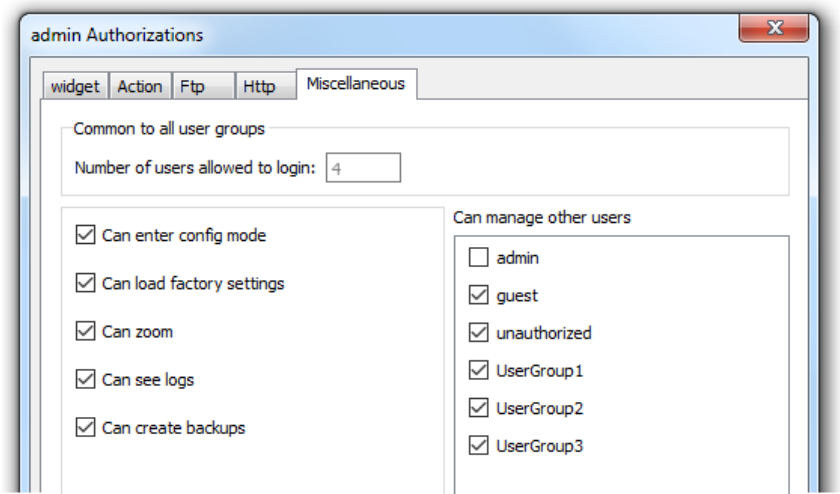 admin Authorizations
widget Action Ftp Http Miscellaneous
Common to all user groups
Number of users allowed to login: 4
Can enter config mode
Can load factory settings
Can zoom
Can see logs
Can create backups
Can manage other users
admin
guest
unauthorized
UserGroup1
UserGroup2
UserGroup3